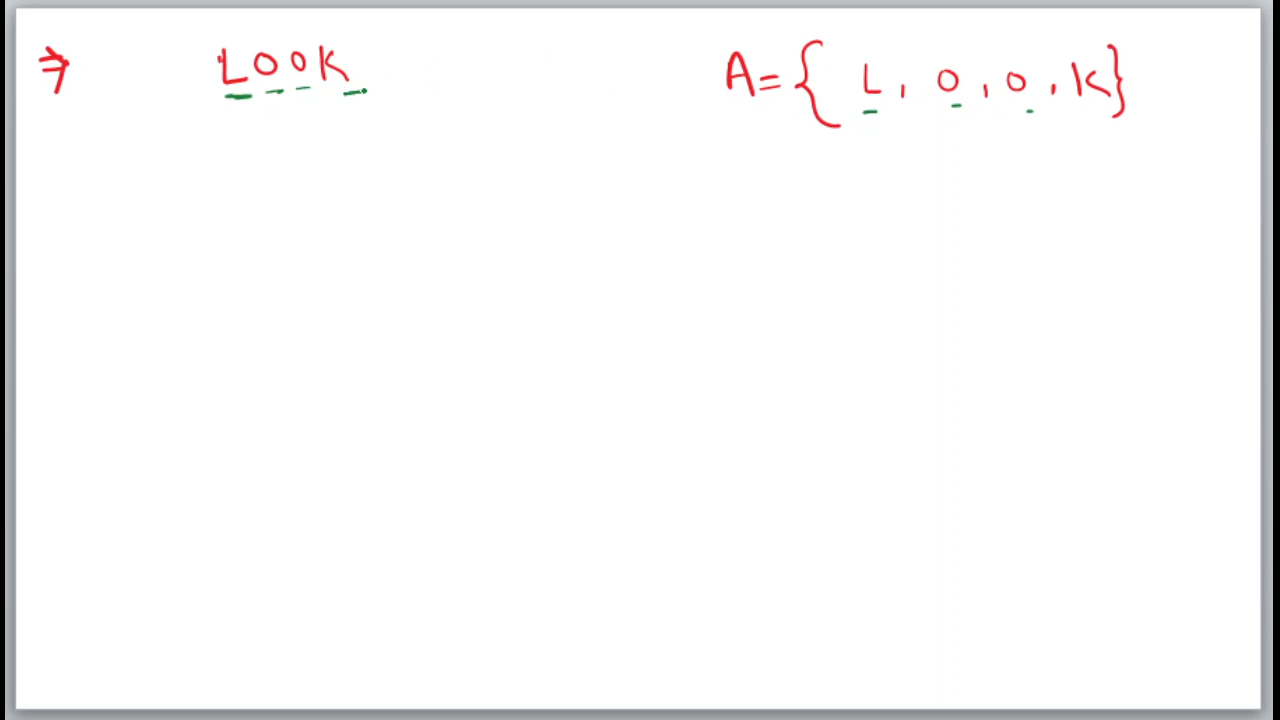 ⇒ LOOK A = { L, O, O, K }